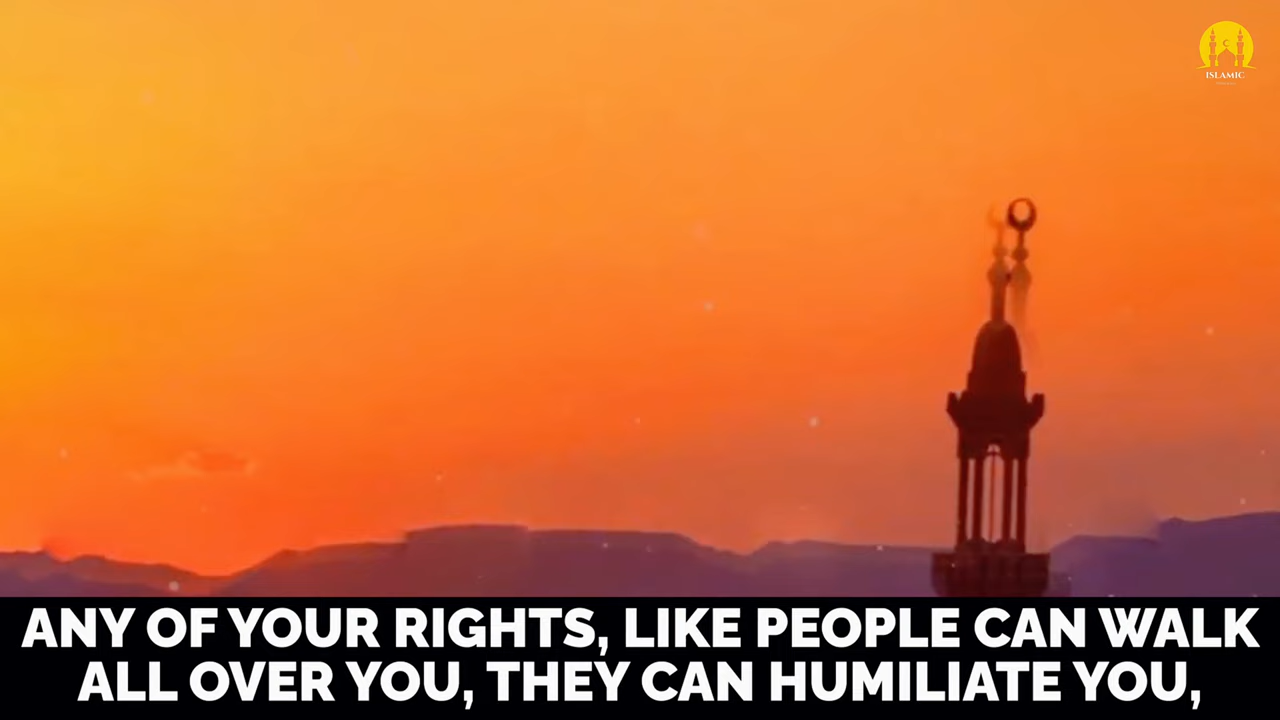 ISLAMIC
ANY OF YOUR RIGHTS, LIKE PEOPLE CAN WALK
ALL OVER YOU, THEY CAN HUMILIATE YOU,